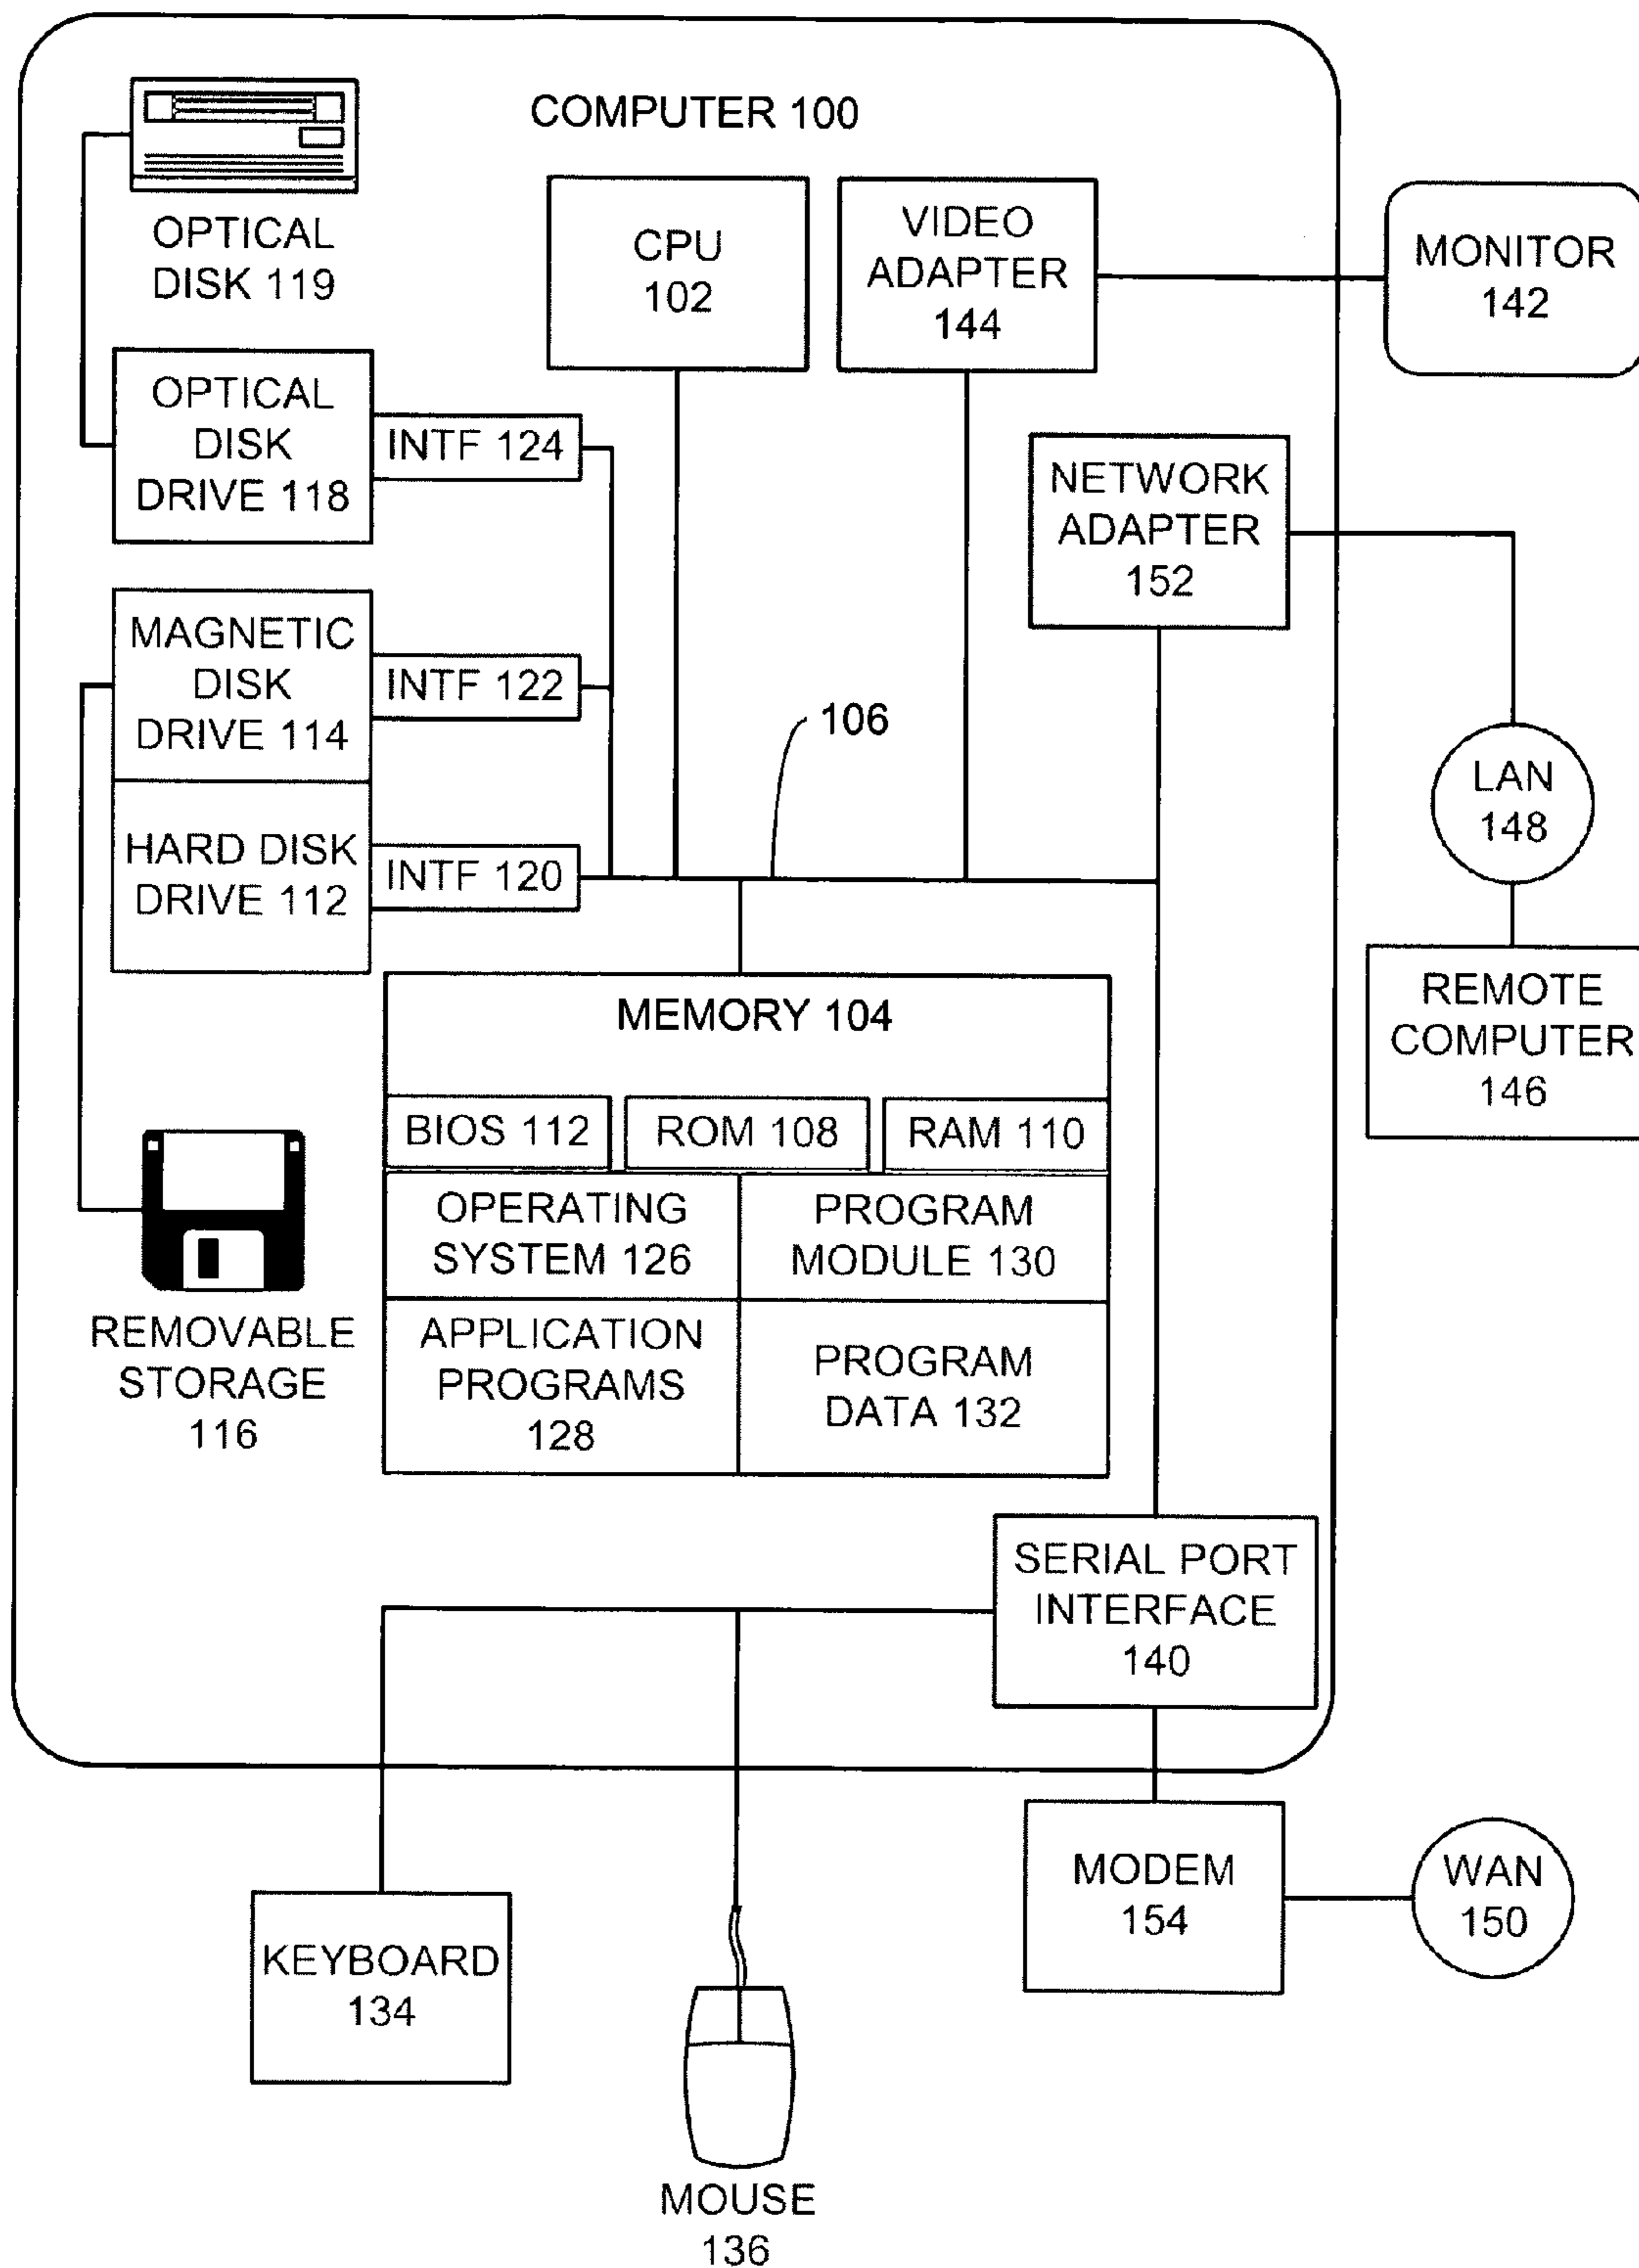 COMPUTER 100
OPTICAL
DISK 119
CPU
102
VIDEO
ADAPTER
144
MONITOR
142
OPTICAL
DISK
DRIVE 118
INTF 124
NETWORK
ADAPTER
152
MAGNETIC
DISK
DRIVE 114
INTF 122
106
LAN
148
HARD DISK
DRIVE 112
INTF 120
REMOTE
COMPUTER
146
MEMORY 104
BIOS 112
ROM 108
RAM 110
OPERATING
SYSTEM 126
PROGRAM
MODULE 130
APPLICATION
PROGRAMS
128
PROGRAM
DATA 132
REMOVABLE
STORAGE
116
SERIAL PORT
INTERFACE
140
MODEM
154
WAN
150
KEYBOARD
134
MOUSE
136